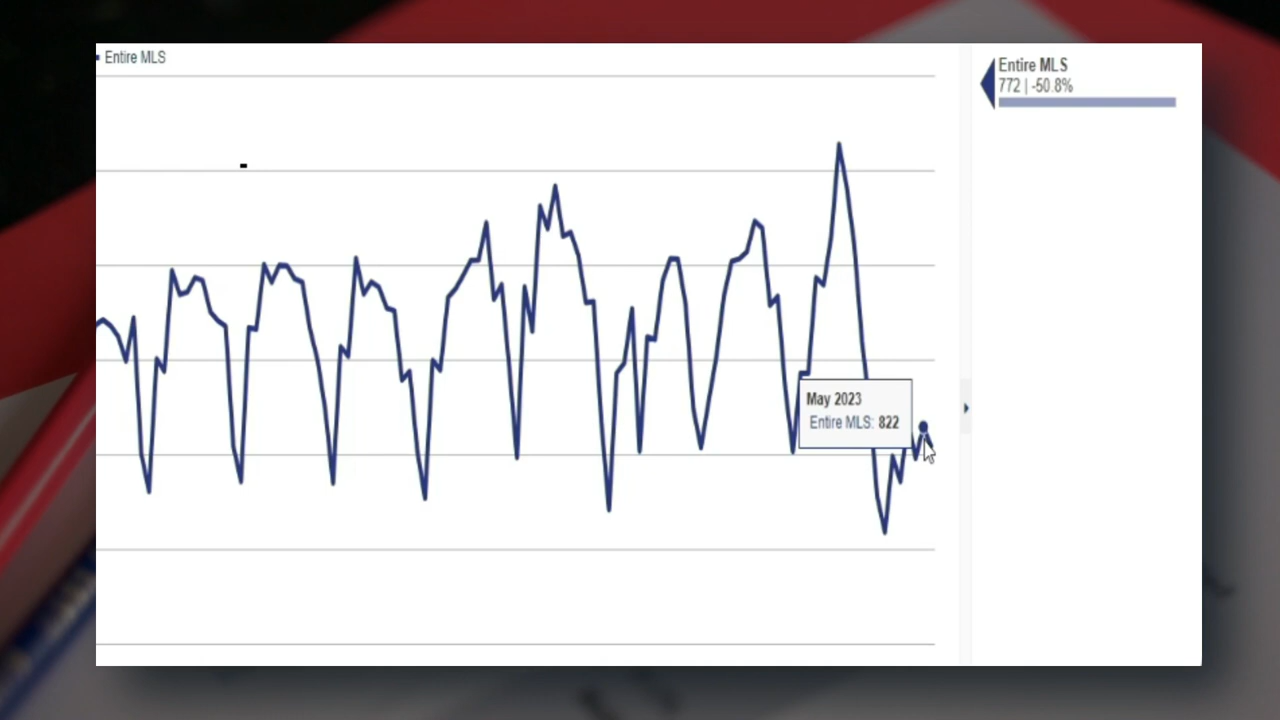 Entire MLS
Entire MLS
772 | -50.8%
May 2023
Entire MLS: 822